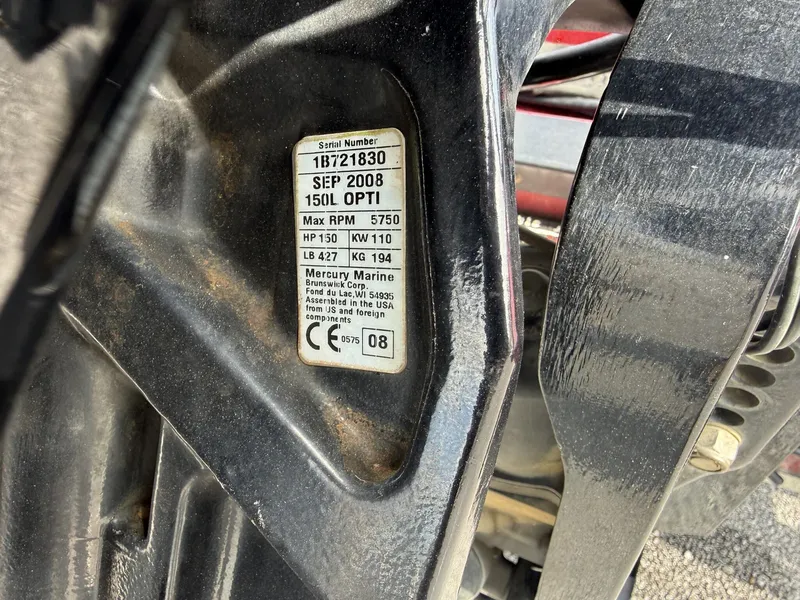 Serial Number
1B721830
SEP 2008
150L OPTI
Max RPM 5750
HP 150 KW 110
LB 427 KG 194
Mercury Marine
Brunswick Corp.
Fond du Lac, WI 54935
Assembled in the USA
from US and foreign
components
CE 0575 08